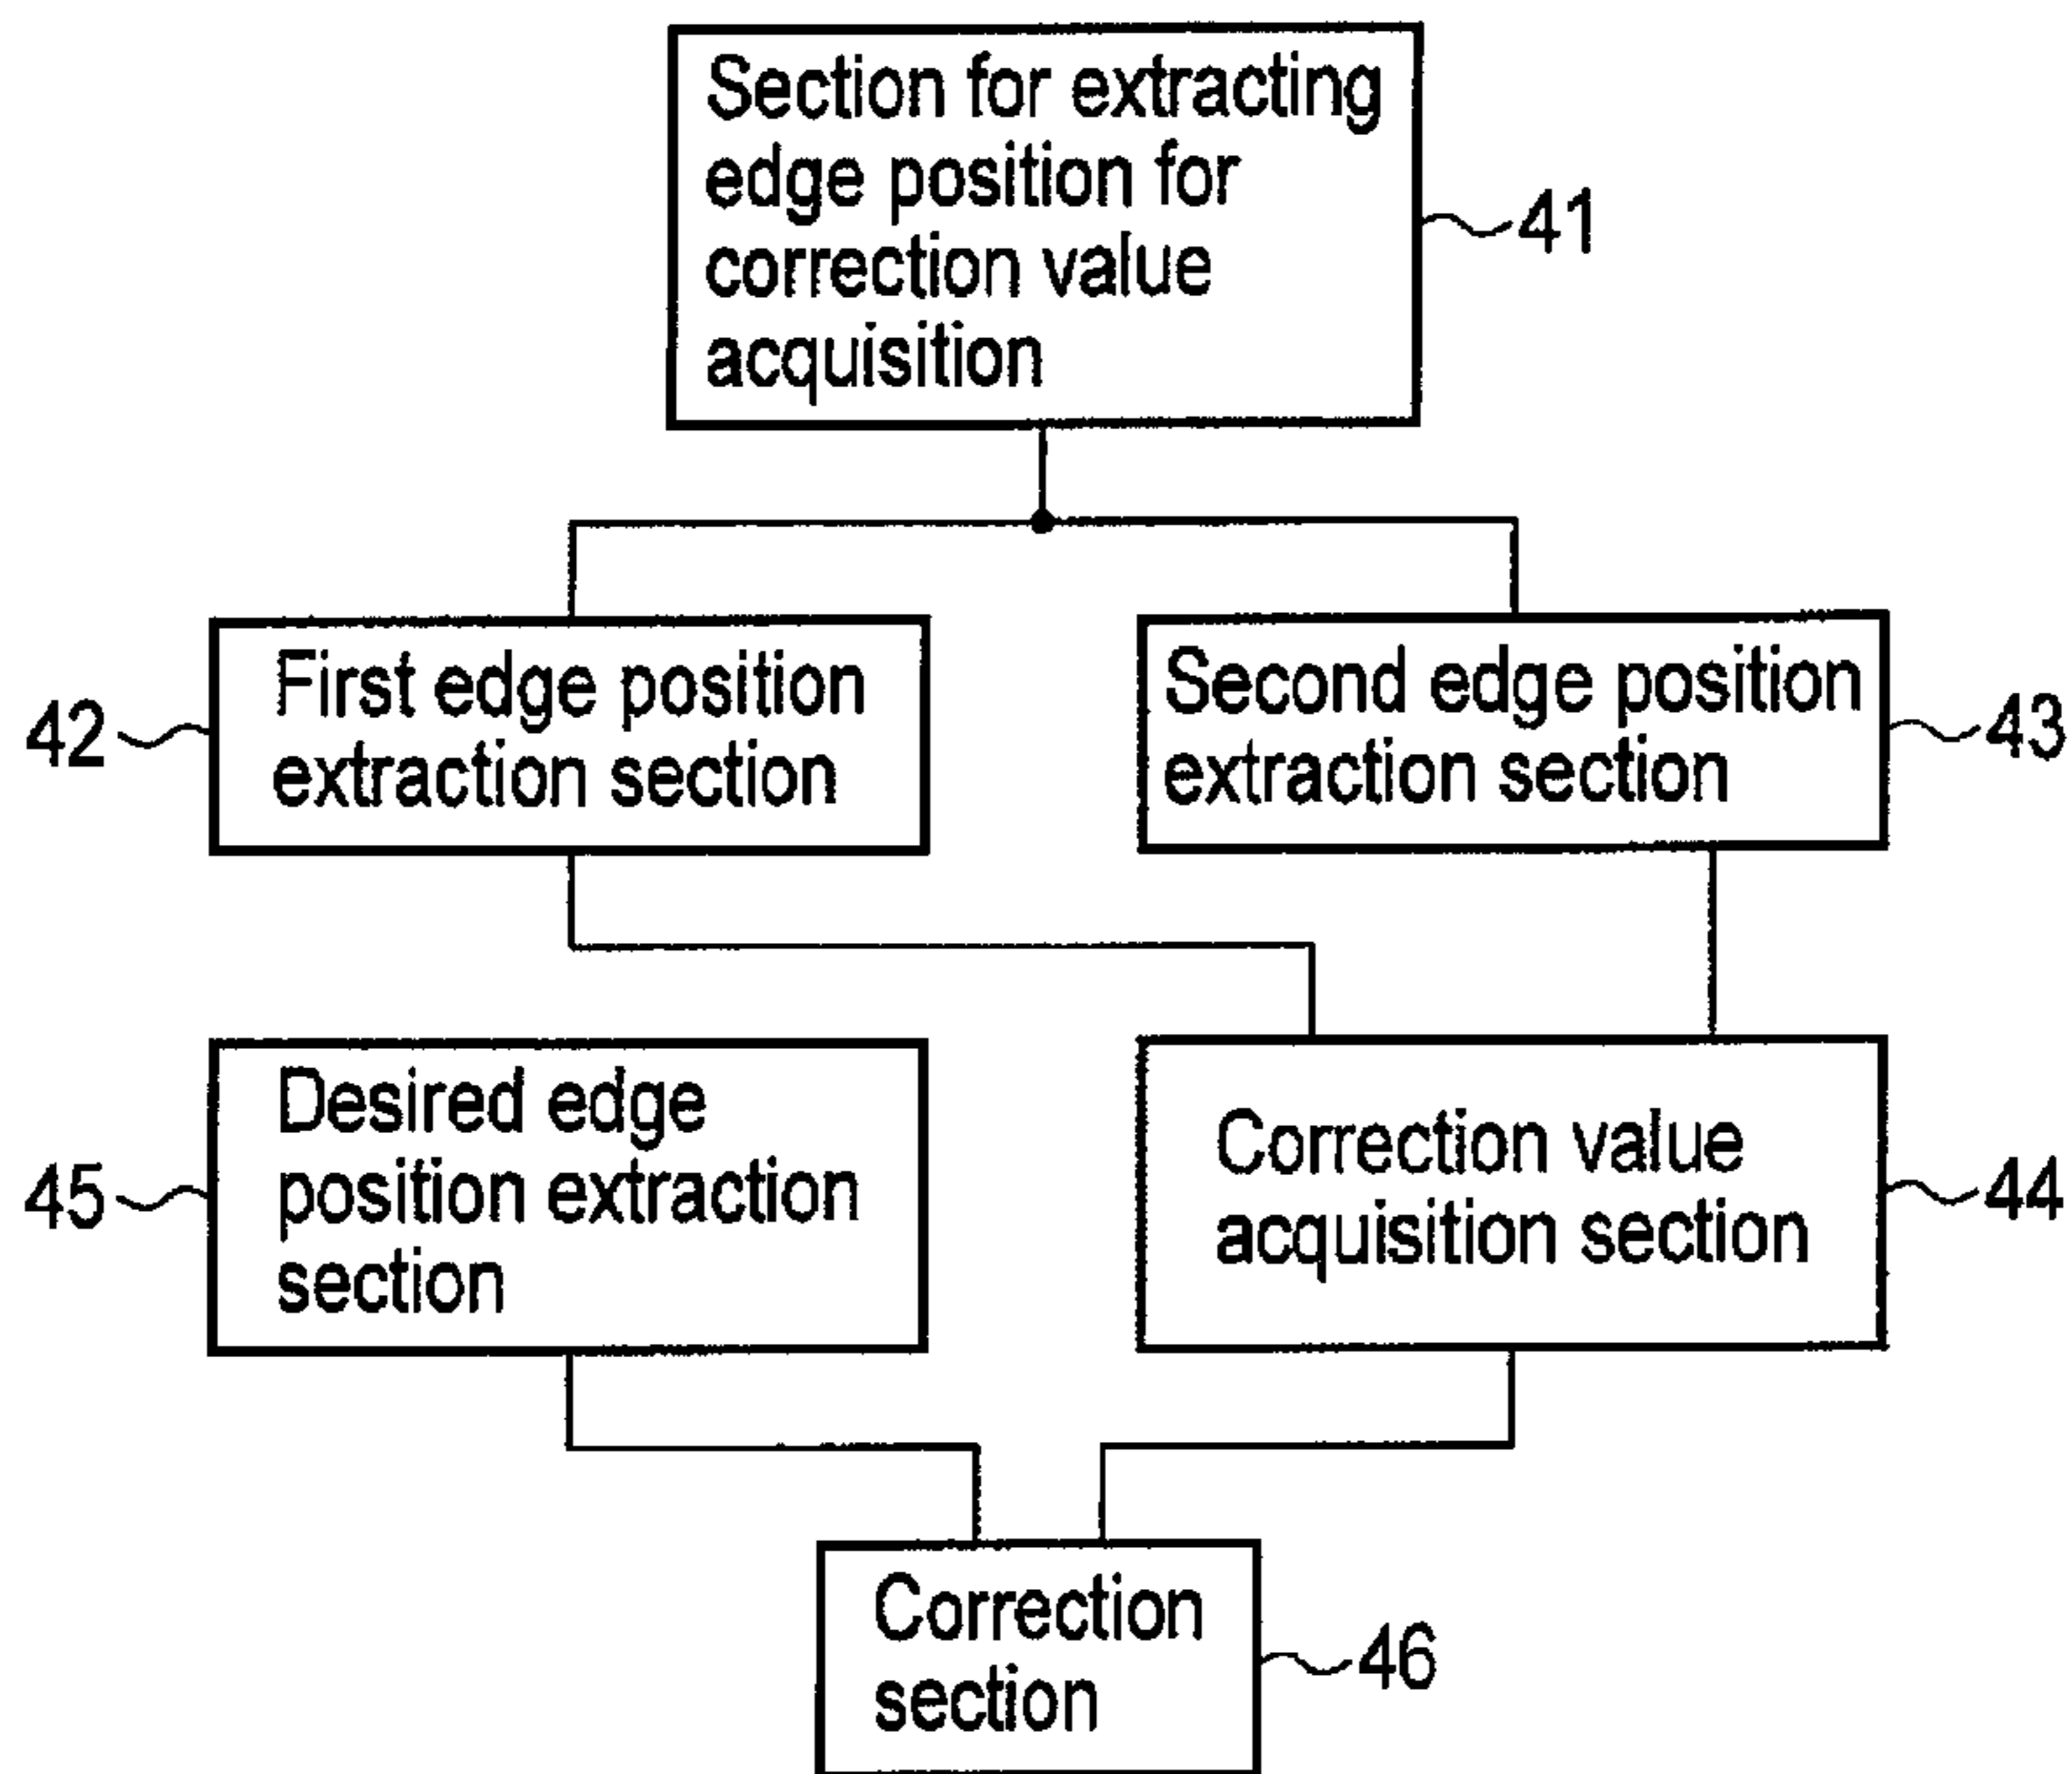 Section for extracting
edge position for
correction value
acquisition
41
First edge position
extraction section
42
Second edge position
extraction section
43
Desired edge
position extraction
section
45
Correction value
acquisition section
44
Correction
section
46